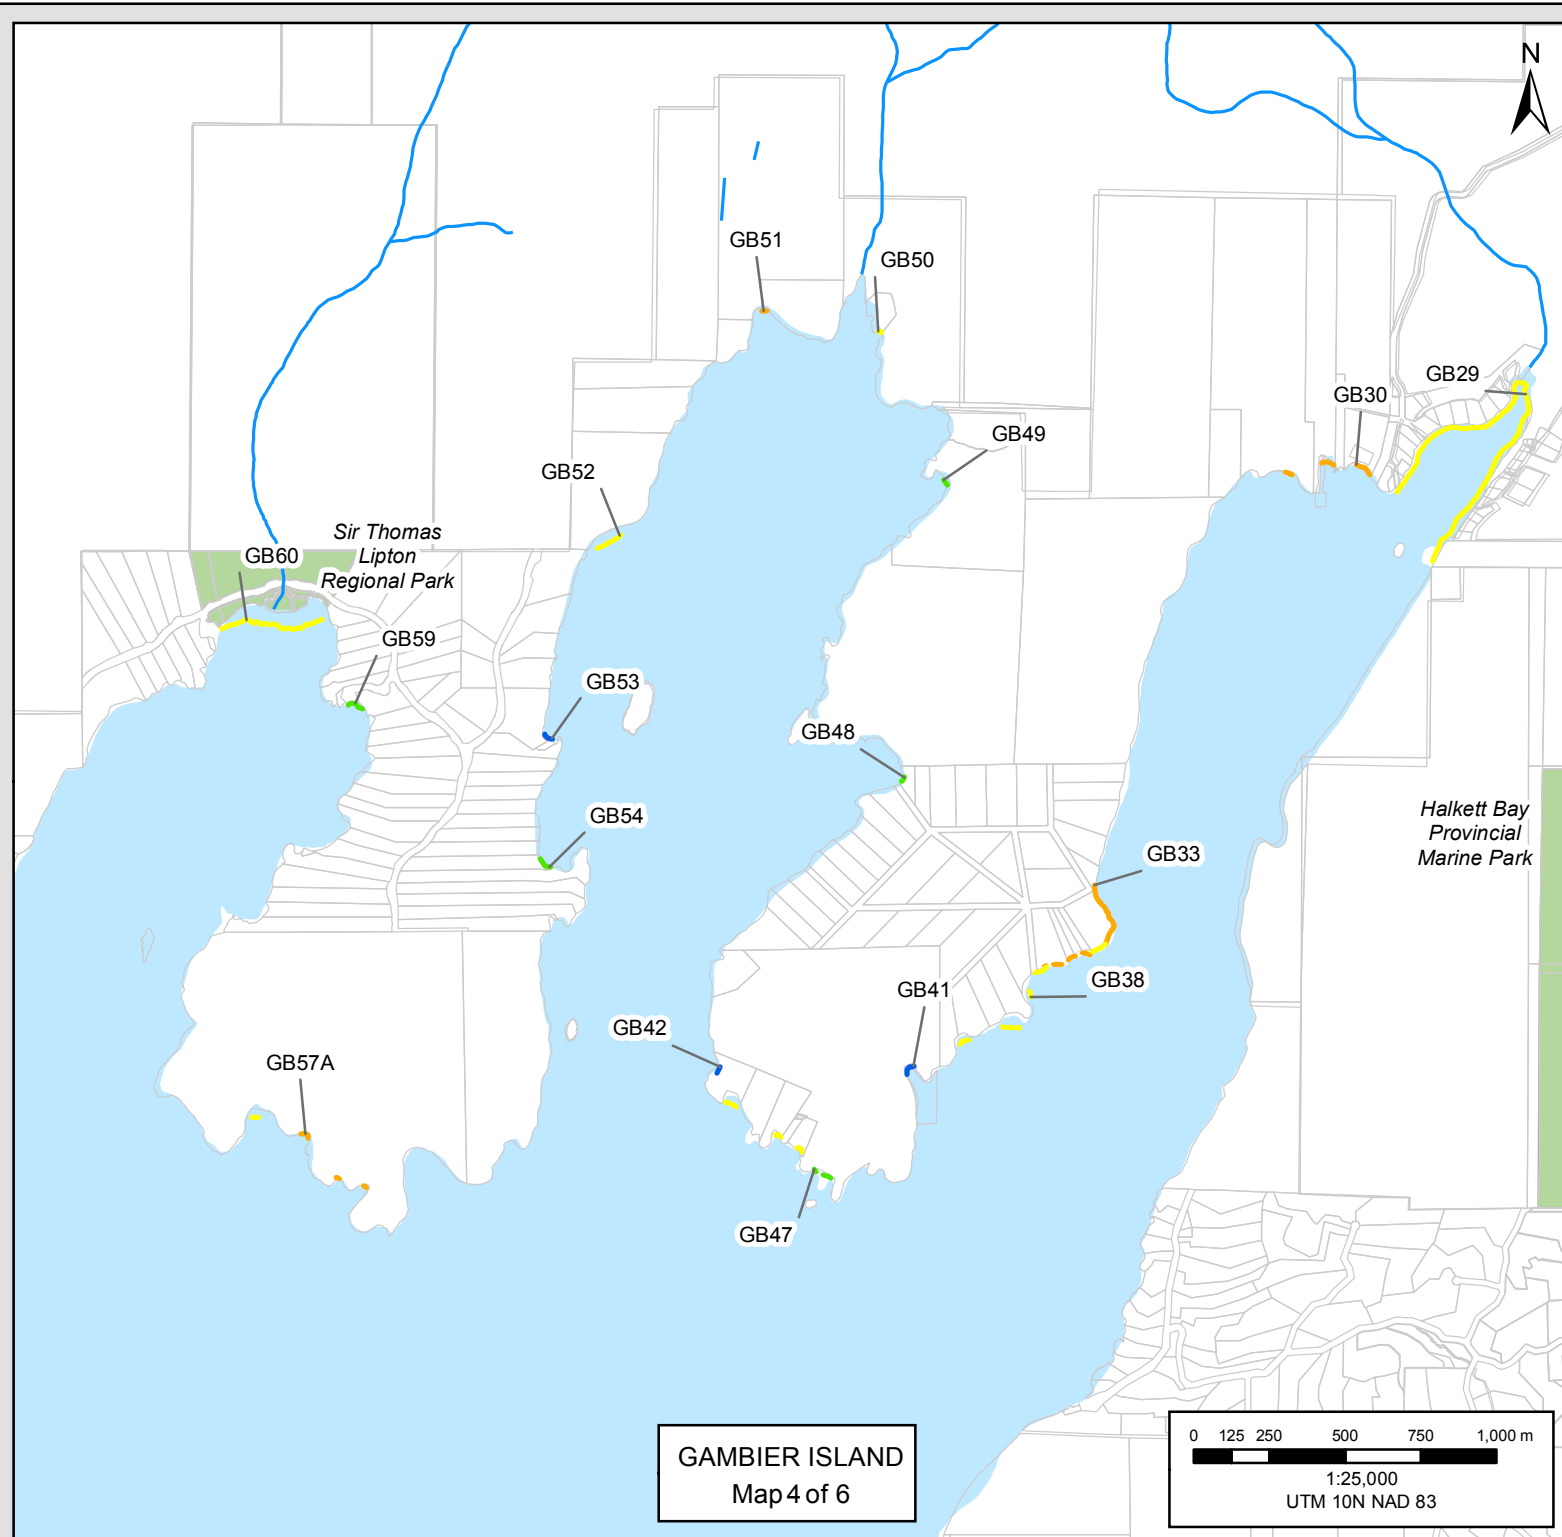 N
GB51
GB50
GB29
GB30
GB49
GB52
Sir Thomas
Lipton
Regional Park
GB60
GB59
GB53
GB48
GB54
Halkett Bay
Provincial
Marine Park
GB33
GB38
GB41
GB42
GB57A
GB47
GAMBIER ISLAND
Map 4 of 6
0 125 250 500 750 1,000 m
1:25,000
UTM 10N NAD 83